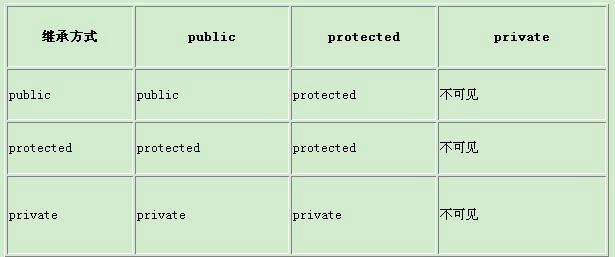 继承方式 public protected private
public public protected 不可见
protected protected protected 不可见
private private private 不可见